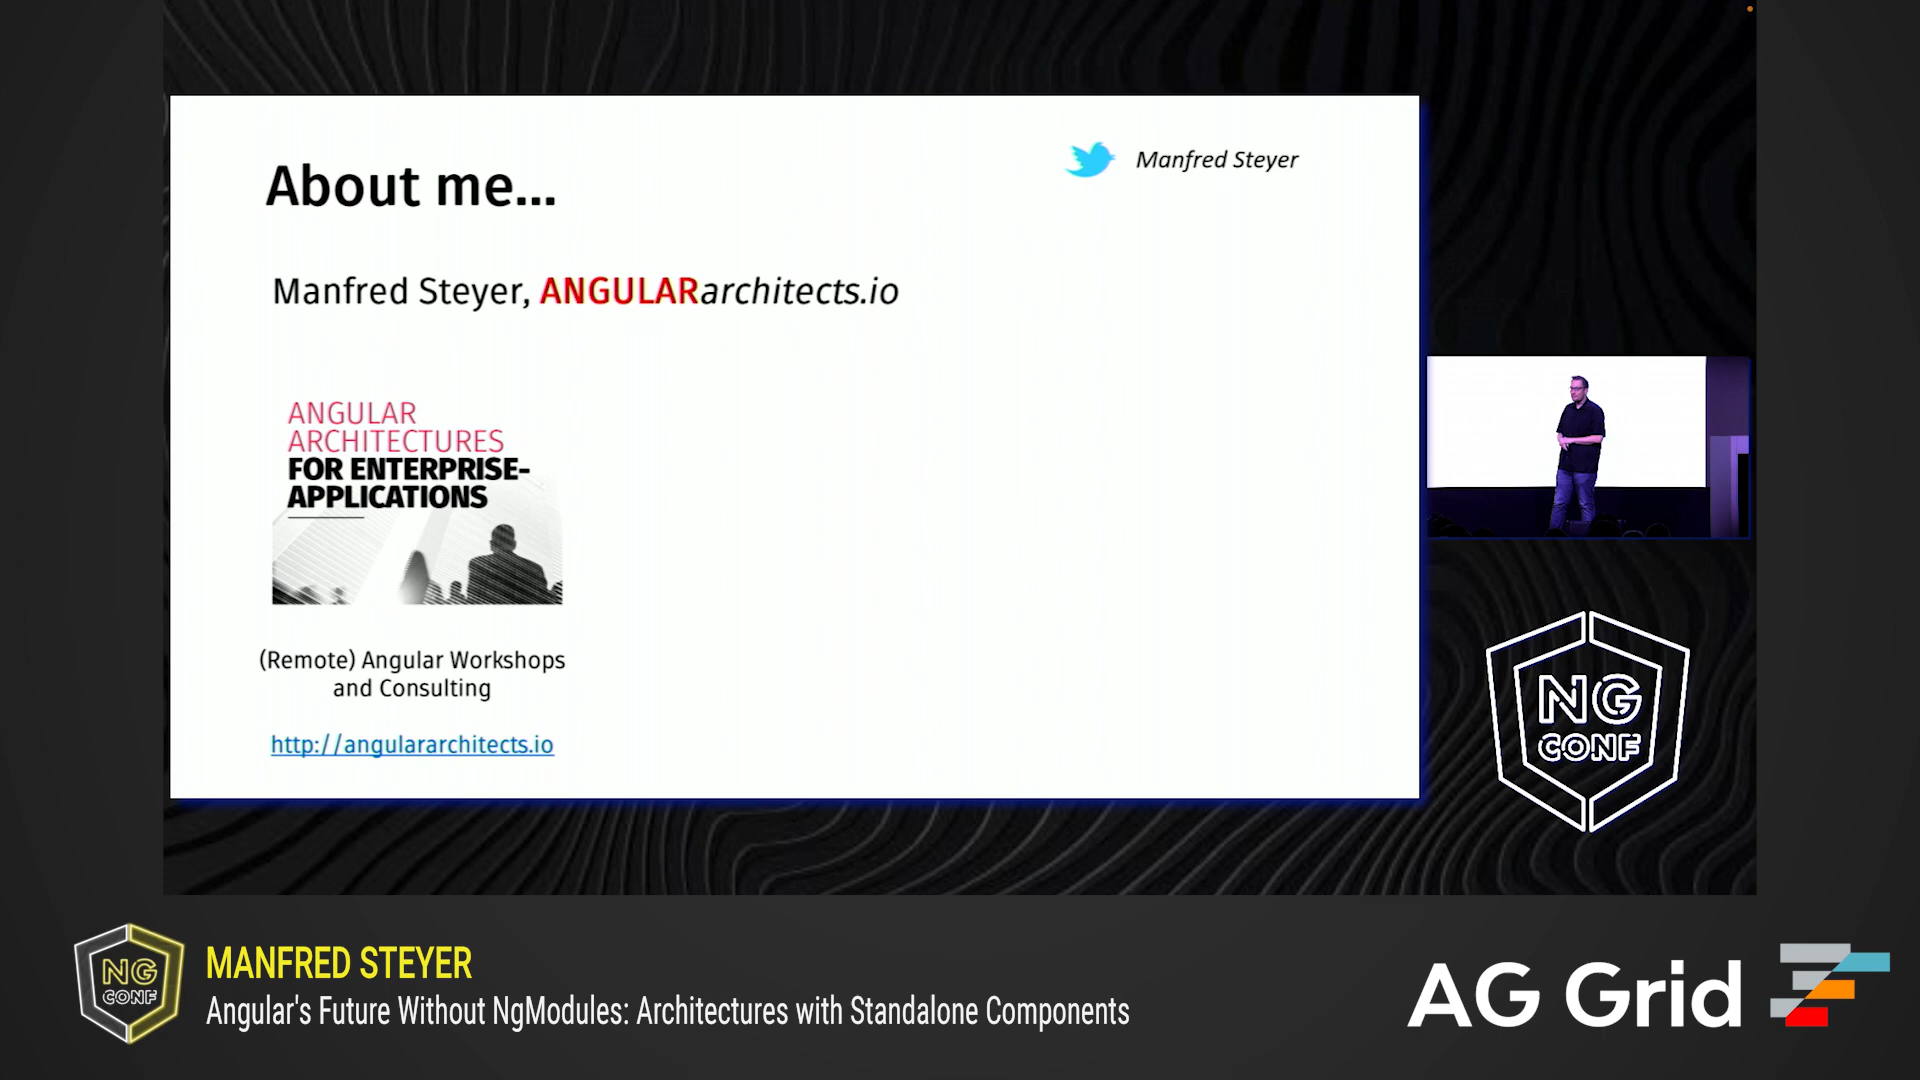 About me...
Manfred Steyer
Manfred Steyer, ANGULARarchitects.io
ANGULAR
ARCHITECTURES
FOR ENTERPRISE-
APPLICATIONS
(Remote) Angular Workshops
and Consulting
http://angulararchitects.io
NG
CONF
NG
CONF
MANFRED STEYER
Angular's Future Without NgModules: Architectures with Standalone Components
AG Grid